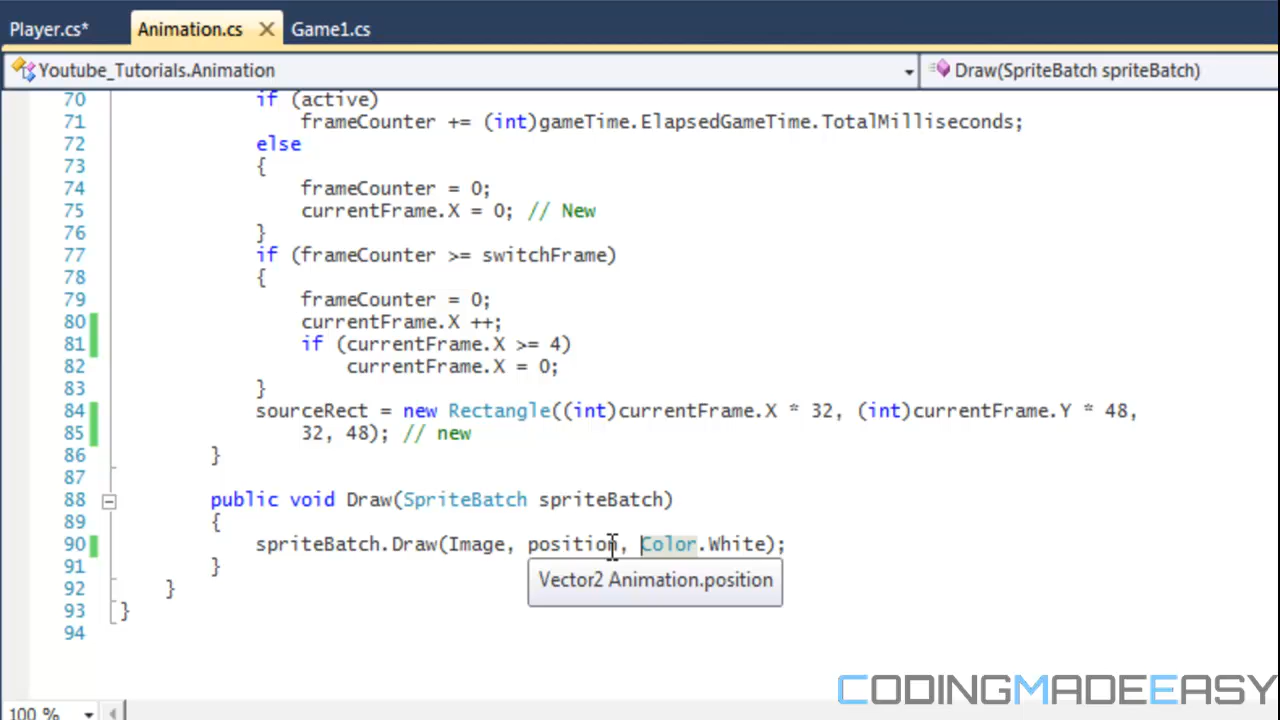 Player.cs* Animation.cs Game1.cs
Youtube_Tutorials.Animation Draw(SpriteBatch spriteBatch)
70 if (active)
71 frameCounter += (int)gameTime.ElapsedGameTime.TotalMilliseconds;
72 else
73 {
74 frameCounter = 0;
75 currentFrame.X = 0; // New
76 }
77 if (frameCounter >= switchFrame)
78 {
79 frameCounter = 0;
80 currentFrame.X ++;
81 if (currentFrame.X >= 4)
82 currentFrame.X = 0;
83 }
84 sourceRect = new Rectangle((int)currentFrame.X * 32, (int)currentFrame.Y * 48,
85 32, 48); // new
86 }
87
88 public void Draw(SpriteBatch spriteBatch)
89 {
90 spriteBatch.Draw(Image, position, Color.White);
91 }
Vector2 Animation.position
92 }
93 }
94
CODINGMADEEASY
100 %